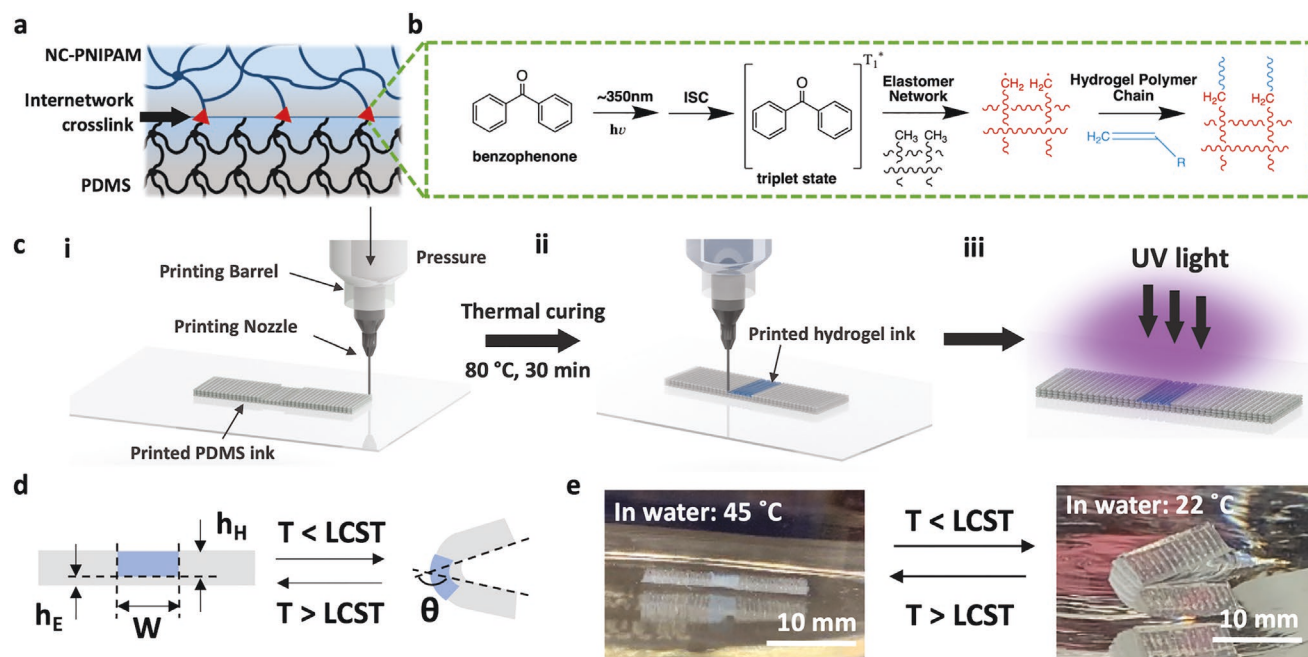 a
NC-PNIPAM
Internetwork
crosslink
PDMS
b
benzophenone
O
~350nm
hν
ISC
O
T₁*
triplet state
Elastomer
Network
CH₃ CH₃
CH₂ H₂C
Hydrogel Polymer
Chain
H₂C
R
H₂C H₂C
c
i
Printing Barrel
Pressure
Printing Nozzle
Printed PDMS ink
Thermal curing
80 °C, 30 min
ii
Printed hydrogel ink
iii
UV light
d
hH
hE
W
T < LCST
T > LCST
θ
e
In water: 45 ˚C
10 mm
T < LCST
T > LCST
In water: 22 ˚C
10 mm